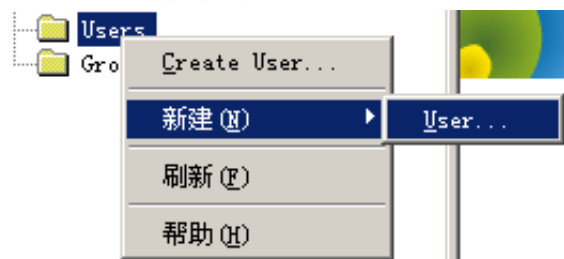 Users
Gro
Create User...
新建(N)
User...
刷新(F)
帮助(H)